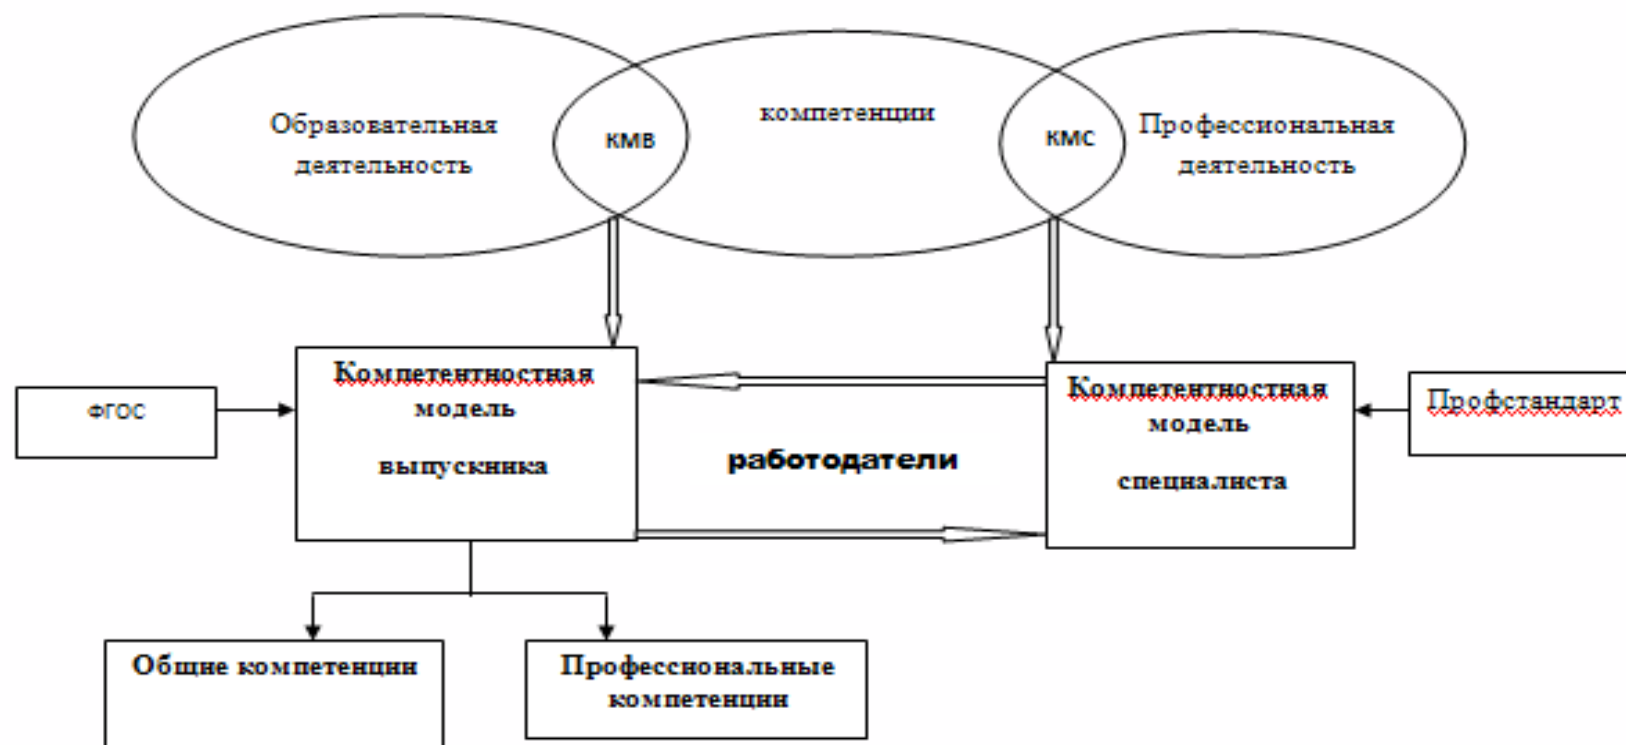 Образовательная
деятельность
КМВ
компетенции
КМС
Профессиональная
деятельность
ФГОС
Компетентностная
модель
выпускника
работодатели
Компетентностная
модель
специалиста
Профстандарт
Общие компетенции
Профессиональные
компетенции